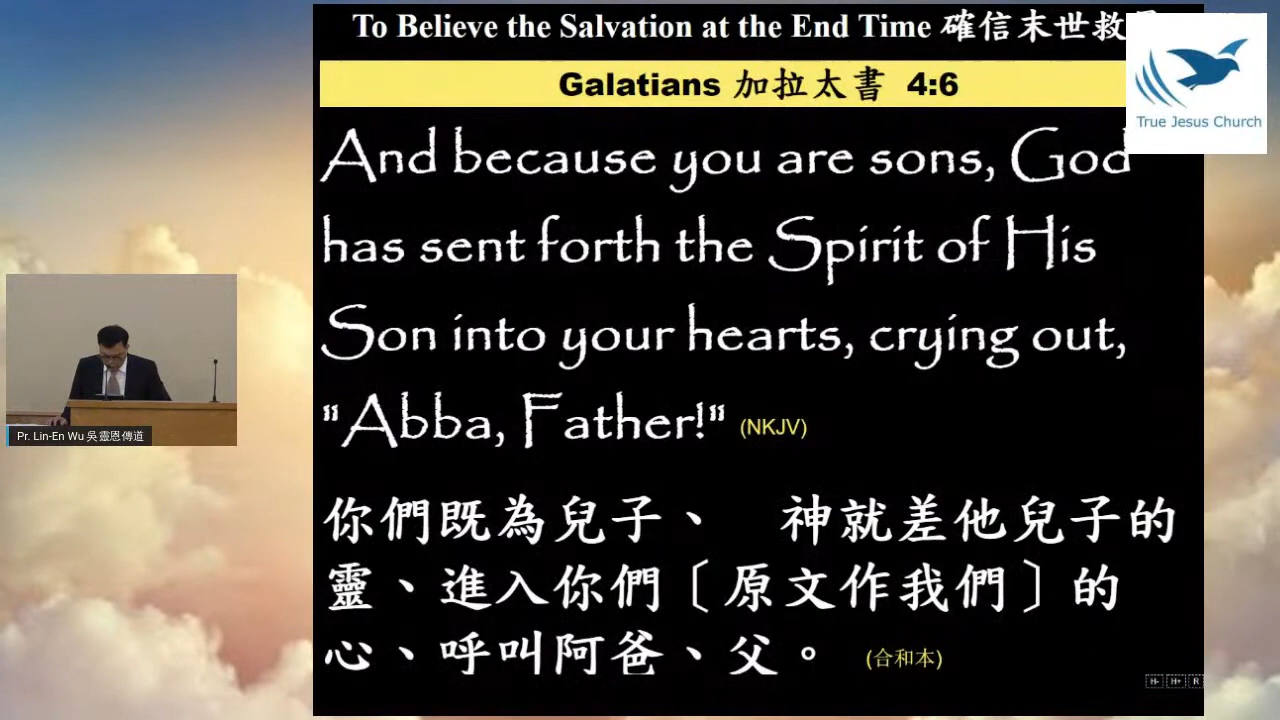 To Believe the Salvation at the End Time 確信末世救
Galatians 加拉太書 4:6
True Jesus Church
And because you are sons, God
has sent forth the Spirit of His
Son into your hearts, crying out,
"Abba, Father!" (NKJV)
你們既為兒子、　神就差他兒子的
靈、進入你們〔原文作我們〕的
心、呼叫阿爸、父。 (合和本)
Pr. Lin-En Wu 吳靈恩傳道
H- H+ R